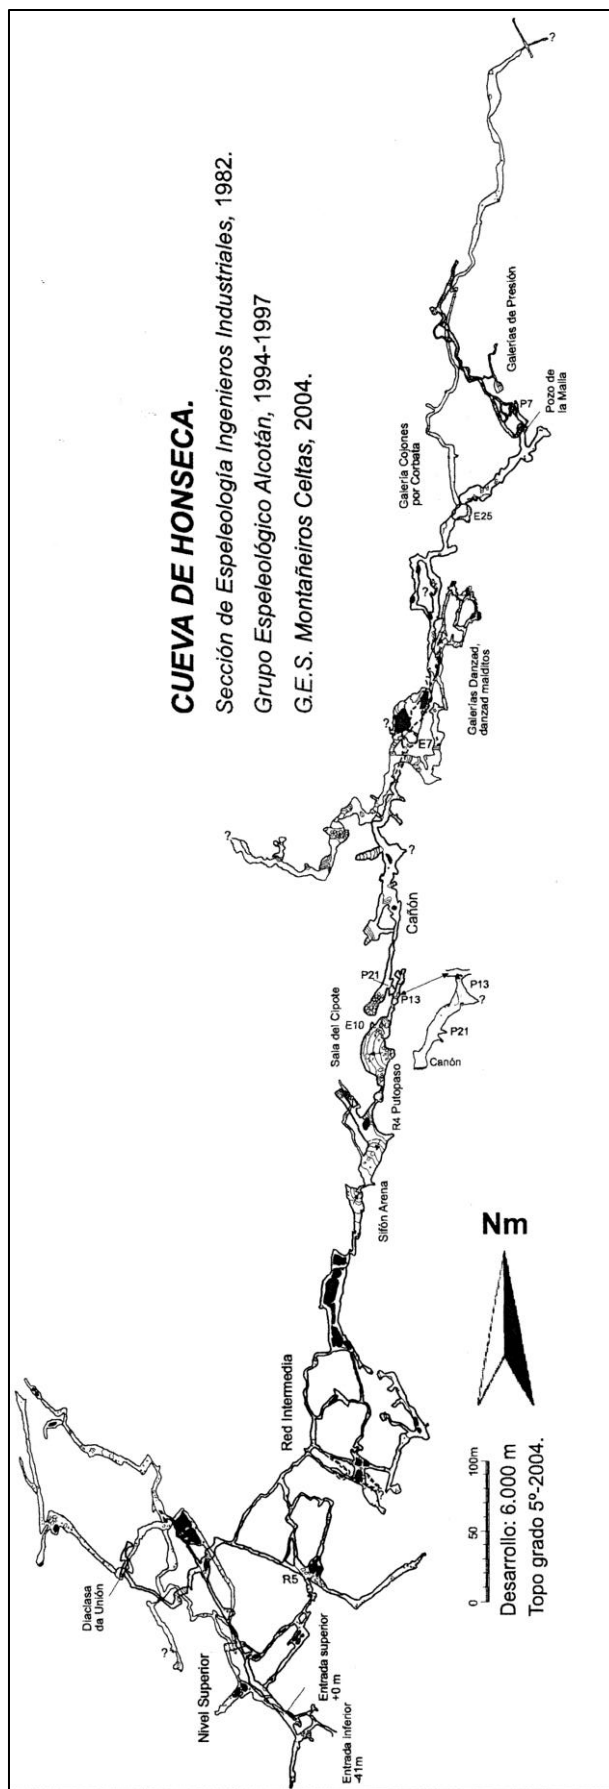 CUEVA DE HONSECA.
Sección de Espeleología Ingenieros Industriales, 1982.
Grupo Espeleológico Alcotán, 1994-1997
G.E.S. Montañeiros Celtas, 2004.
?
Galerías de Presión
P7
Pozo de
la Malla
Galería Cojones
por Corbata
E25
?
Galerías Danzad,
danzad malditos
?
E7
?
?
Cañón
P21
P13
P13
?
P21
Canón
E10
Sala del Cipote
R4 Putopaso
Sifón Arena
Nm
Red Intermedia
0 50 100m
Desarrollo: 6.000 m
Topo grado 5º-2004.
R5
Diaclasa
da Unión
?
Nivel Superior
Entrada superior
+0 m
Entrada inferior
-41m